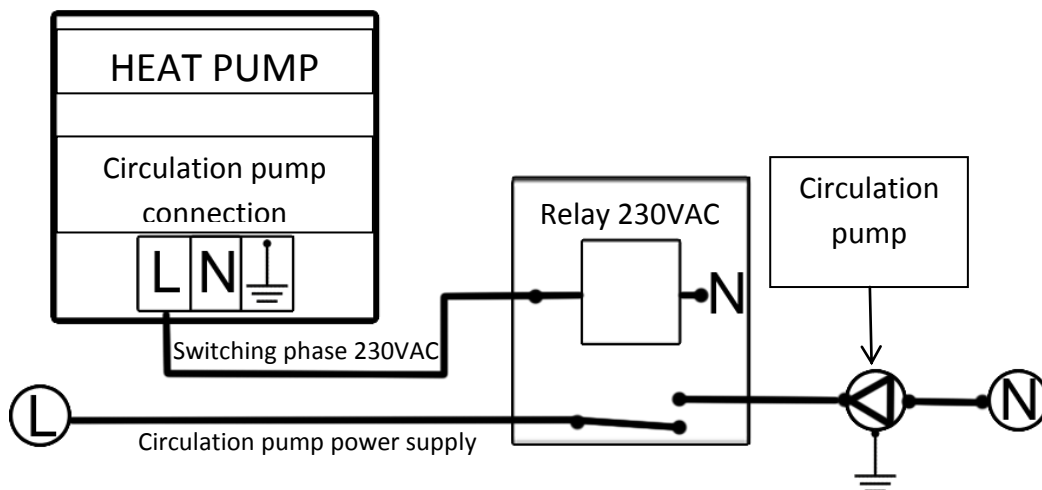 HEAT PUMP
Circulation pump
connection
L N
Switching phase 230VAC
Relay 230VAC
N
Circulation
pump
L
Circulation pump power supply
N